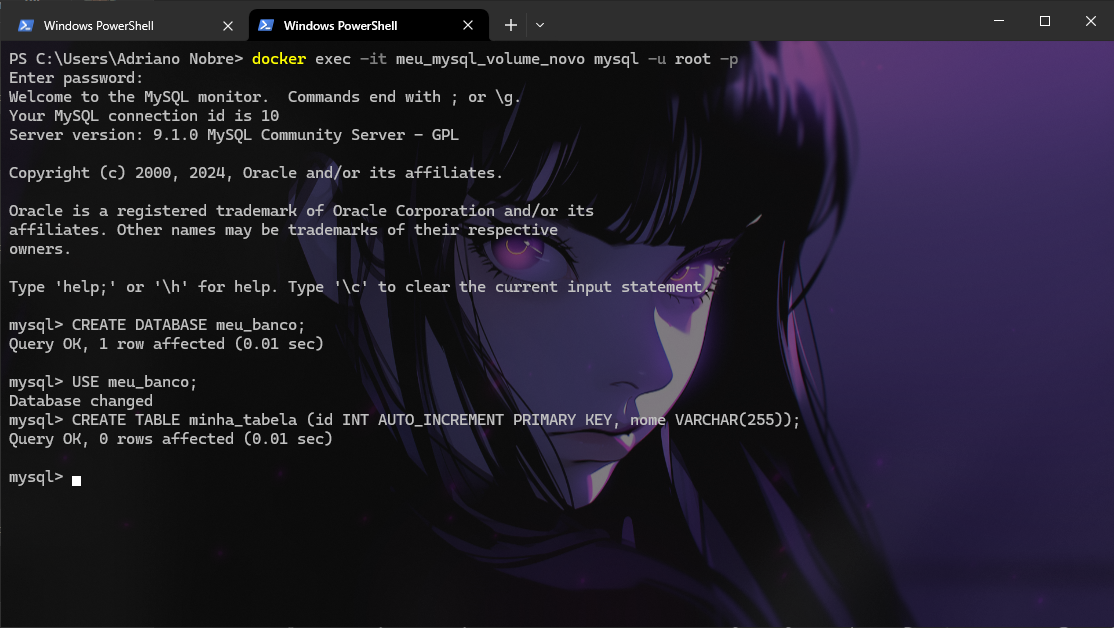 Windows PowerShell
Windows PowerShell
PS C:\Users\Adriano Nobre> docker exec -it meu_mysql_volume_novo mysql -u root -p
Enter password:
Welcome to the MySQL monitor.  Commands end with ; or \g.
Your MySQL connection id is 10
Server version: 9.1.0 MySQL Community Server - GPL
Copyright (c) 2000, 2024, Oracle and/or its affiliates.
Oracle is a registered trademark of Oracle Corporation and/or its
affiliates. Other names may be trademarks of their respective
owners.
Type 'help;' or '\h' for help. Type '\c' to clear the current input statement.
mysql> CREATE DATABASE meu_banco;
Query OK, 1 row affected (0.01 sec)
mysql> USE meu_banco;
Database changed
mysql> CREATE TABLE minha_tabela (id INT AUTO_INCREMENT PRIMARY KEY, nome VARCHAR(255));
Query OK, 0 rows affected (0.01 sec)
mysql>